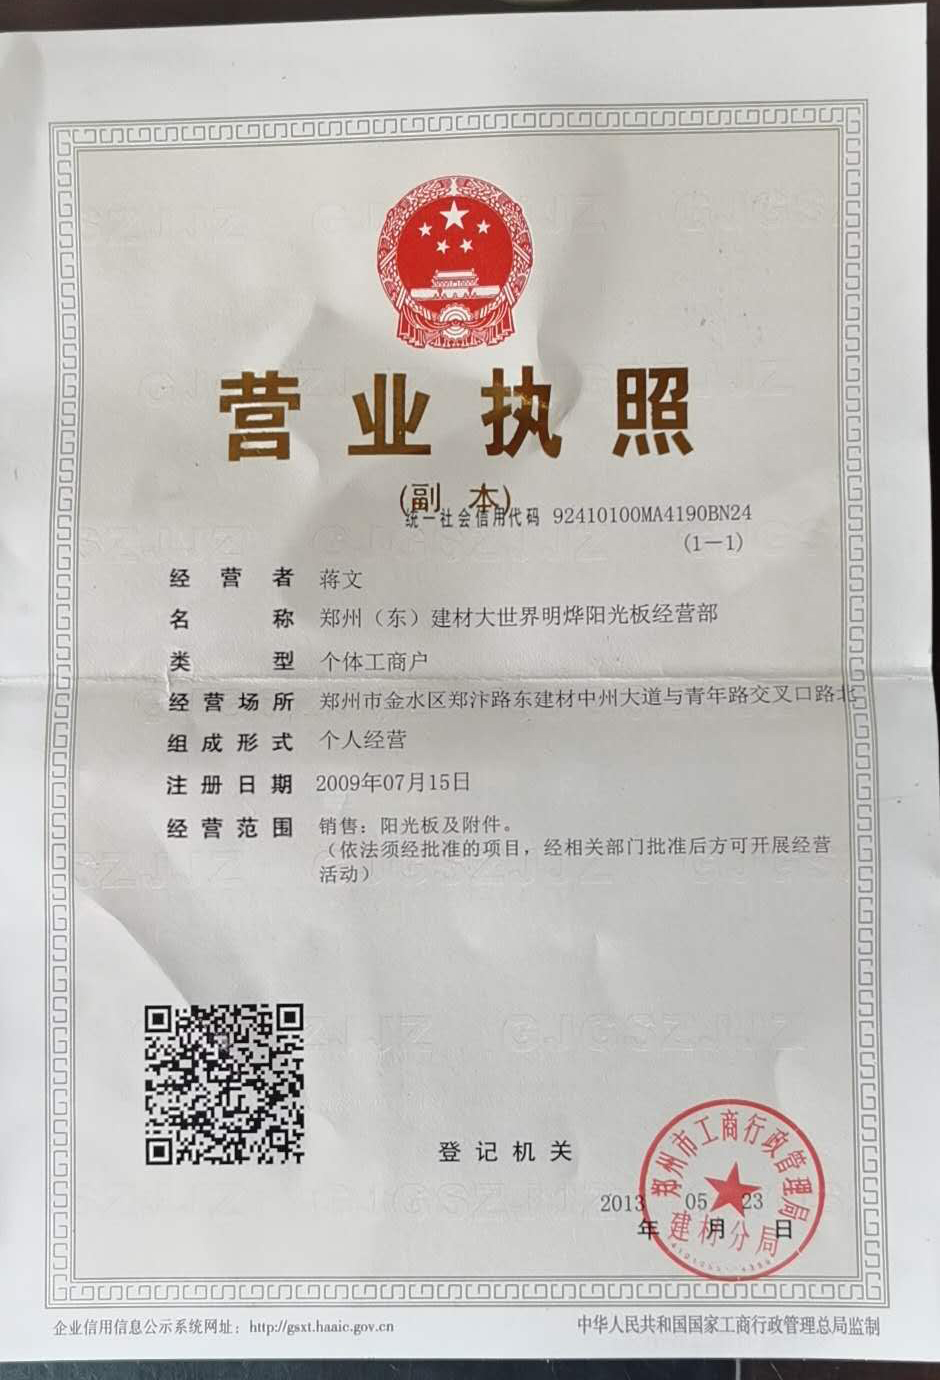 营业执照
(副 本)
统一社会信用代码 92410100MA4190BN24
(1－1)
经营者 蒋文
名称 郑州（东）建材大世界明烨阳光板经营部
类型 个体工商户
经营场所 郑州市金水区郑汴路东建材中州大道与青年路交叉口路北
组成形式 个人经营
注册日期 2009年07月15日
经营范围 销售：阳光板及附件。
（依法须经批准的项目，经相关部门批准后方可开展经营
活动）
登记机关
郑州市工商行政管理局
建材分局
2013年05月23日
企业信用信息公示系统网址：http://gsxt.haaic.gov.cn
中华人民共和国国家工商行政管理总局监制